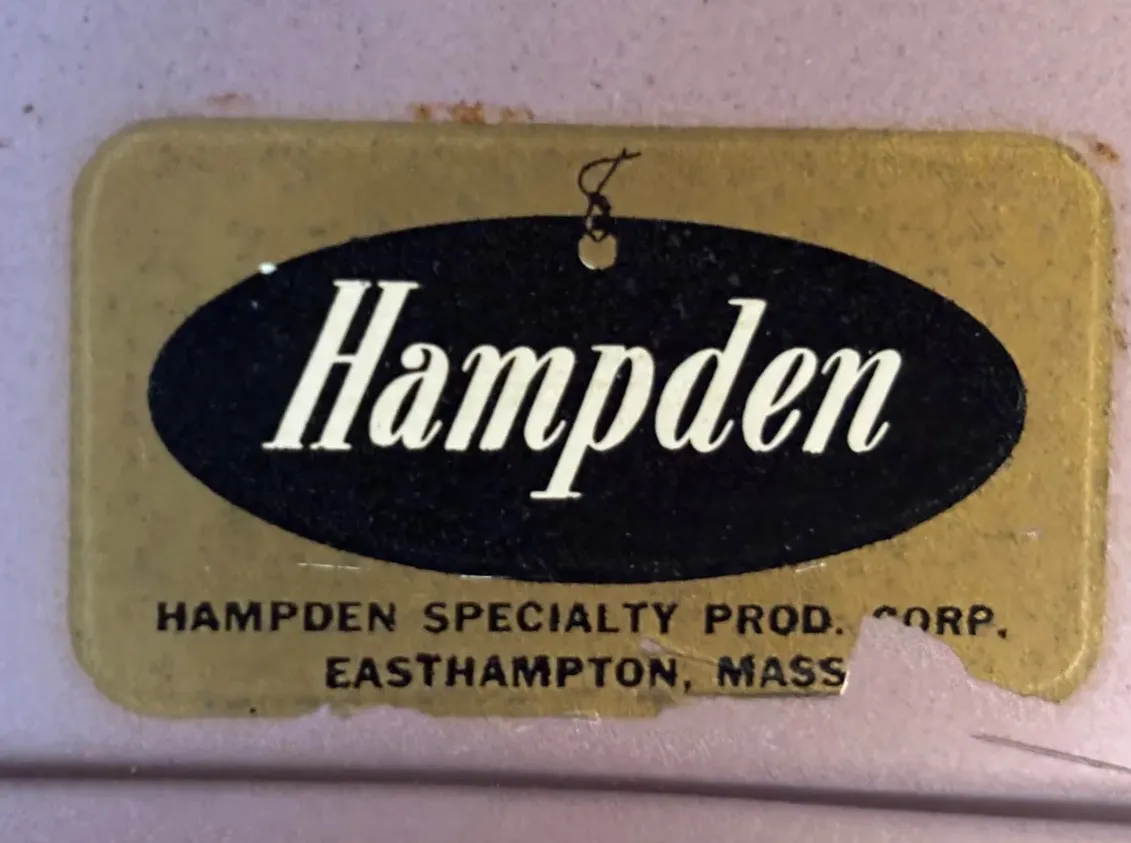 Hampden
HAMPDEN SPECIALTY PROD. CORP.
EASTHAMPTON, MASS